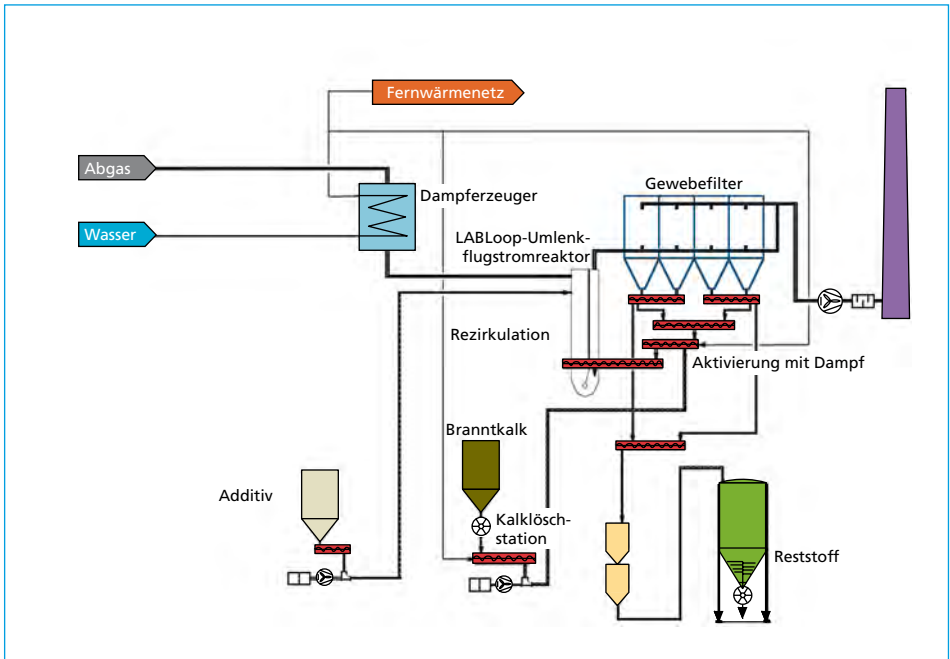 Fernwärmenetz
Abgas
Dampferzeuger
Gewebefilter
Wasser
LABLoop-Umlenk-
flugstromreaktor
Rezirkulation
Aktivierung mit Dampf
Branntkalk
Additiv
Kalklösch-
station
Reststoff